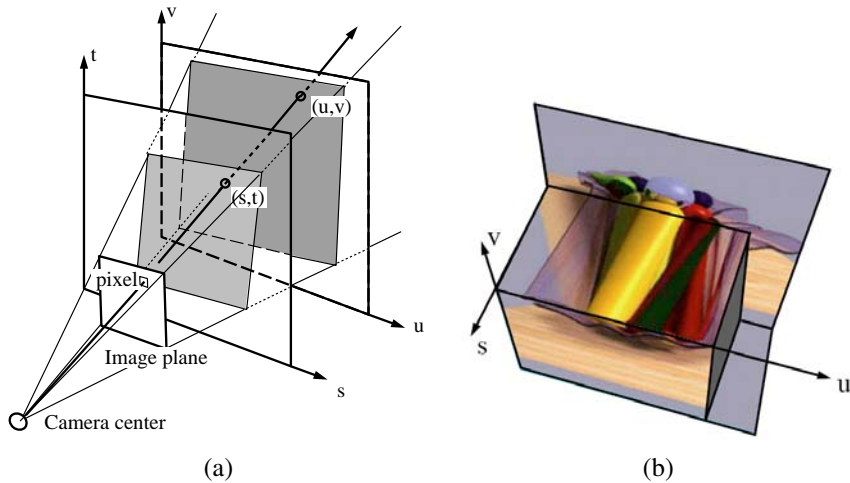 v
t
(u,v)
(s,t)
pixel
Image plane
u
s
Camera center
(a)
v
s
u
(b)